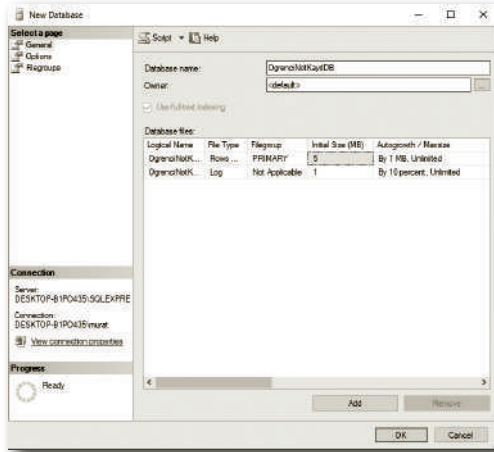 New Database
Select a page
General
Options
Filegroups
Script
Help
Database name: OgrenciNotKayıtDB
Owner: <default>
Use full-text indexing
Database files:
Logical Name File Type Filegroup Initial Size (MB) Autogrowth / Maxsize
OgrenciNotK... Rows ... PRIMARY 5 By 1 MB, Unlimited
OgrenciNotK... Log Not Applicable 1 By 10 percent, Unlimited
Connection
Server:
DESKTOP-B1PO435\SQLEXPRE
Connection:
DESKTOP-B1PO435\murat
View connection properties
Progress
Ready
Add
Remove
OK
Cancel